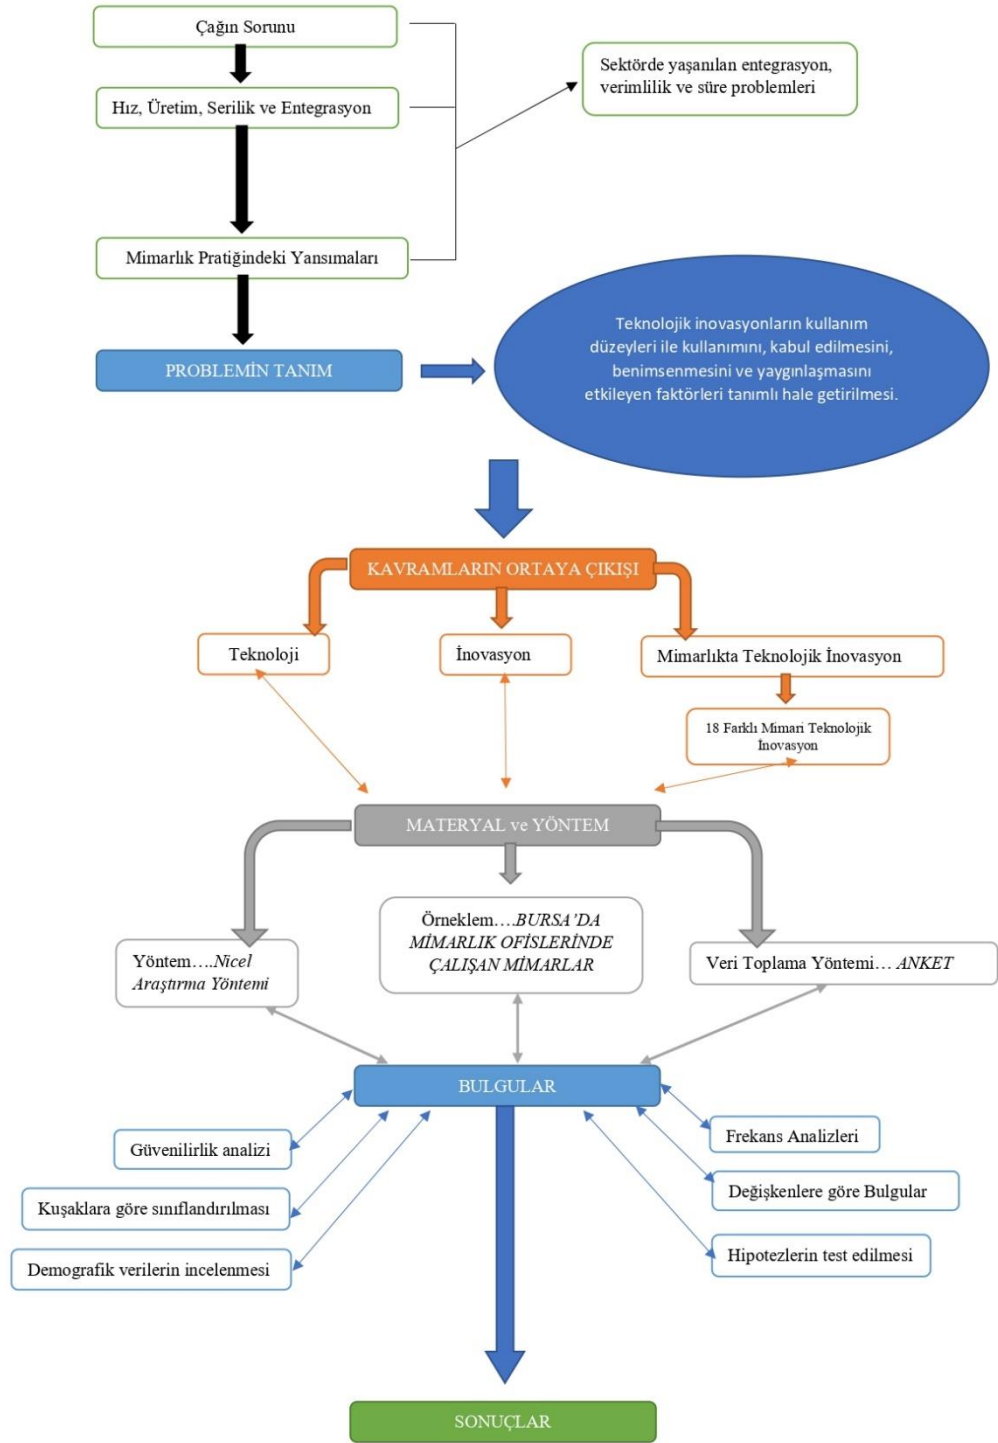 Çağın Sorunu
Sektörde yaşanılan entegrasyon,
verimlilik ve süre problemleri
Hız, Üretim, Serilik ve Entegrasyon
Mimarlık Pratiğindeki Yansımaları
PROBLEMİN TANIM
Teknolojik inovasyonların kullanım
düzeyleri ile kullanımını, kabul edilmesini,
benimsenmesini ve yaygınlaşmasını
etkileyen faktörleri tanımlı hale getirilmesi.
KAVRAMLARIN ORTAYA ÇIKIŞI
Teknoloji
İnovasyon
Mimarlıkta Teknolojik İnovasyon
18 Farklı Mimari Teknolojik
İnovasyon
MATERYAL ve YÖNTEM
Yöntem....Nicel
Araştırma Yöntemi
Örneklem....BURSA’DA
MİMARLIK OFİSLERİNDE
ÇALIŞAN MİMARLAR
Veri Toplama Yöntemi... ANKET
BULGULAR
Güvenilirlik analizi
Kuşaklara göre sınıflandırılması
Demografik verilerin incelenmesi
Frekans Analizleri
Değişkenlere göre Bulgular
Hipotezlerin test edilmesi
SONUÇLAR